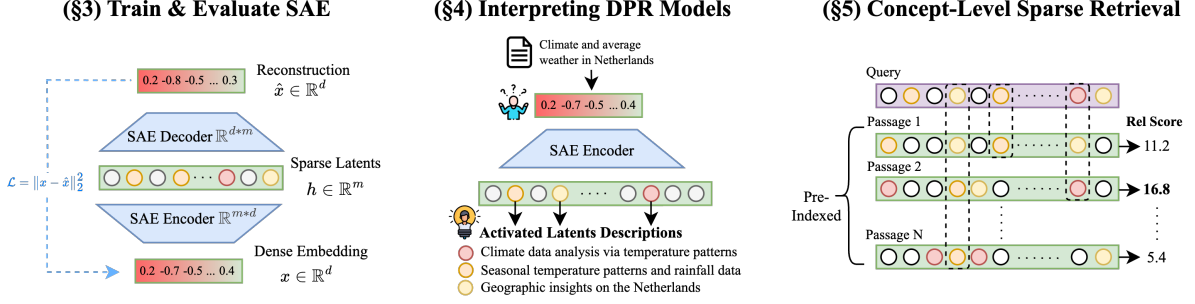 (§3) Train & Evaluate SAE
0.2 -0.8 -0.5 ... 0.3
Reconstruction
x̂ ∈ ℝ^d
SAE Decoder ℝ^{d*m}
Sparse Latents
h ∈ ℝ^m
ℒ = ‖x − x̂‖₂²
SAE Encoder ℝ^{m*d}
Dense Embedding
x ∈ ℝ^d
0.2 -0.7 -0.5 ... 0.4
(§4) Interpreting DPR Models
Climate and average
weather in Netherlands
0.2 -0.7 -0.5 ... 0.4
SAE Encoder
Activated Latents Descriptions
Climate data analysis via temperature patterns
Seasonal temperature patterns and rainfall data
Geographic insights on the Netherlands
(§5) Concept-Level Sparse Retrieval
Query
Passage 1
Rel Score
11.2
Passage 2
16.8
Pre-
Indexed
Passage N
5.4